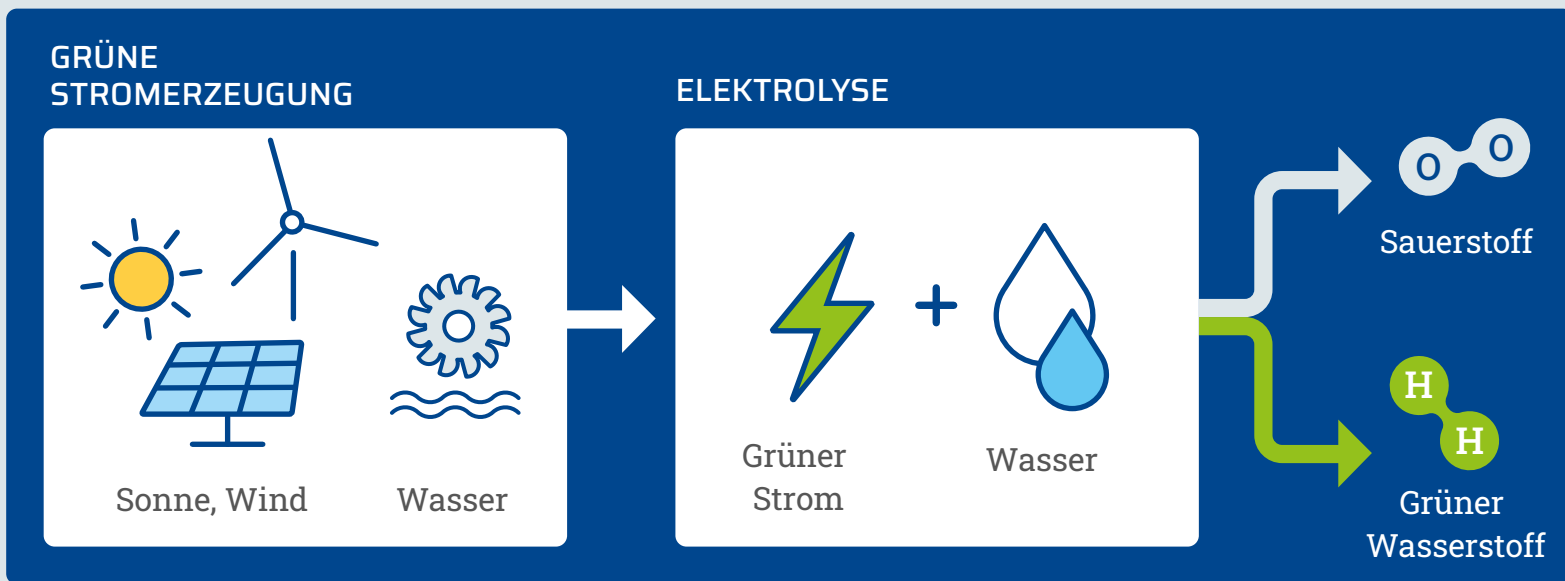 GRÜNE
STROMERZEUGUNG
Sonne, Wind
Wasser
ELEKTROLYSE
+
Grüner
Strom
Wasser
O O
Sauerstoff
H
H
Grüner
Wasserstoff